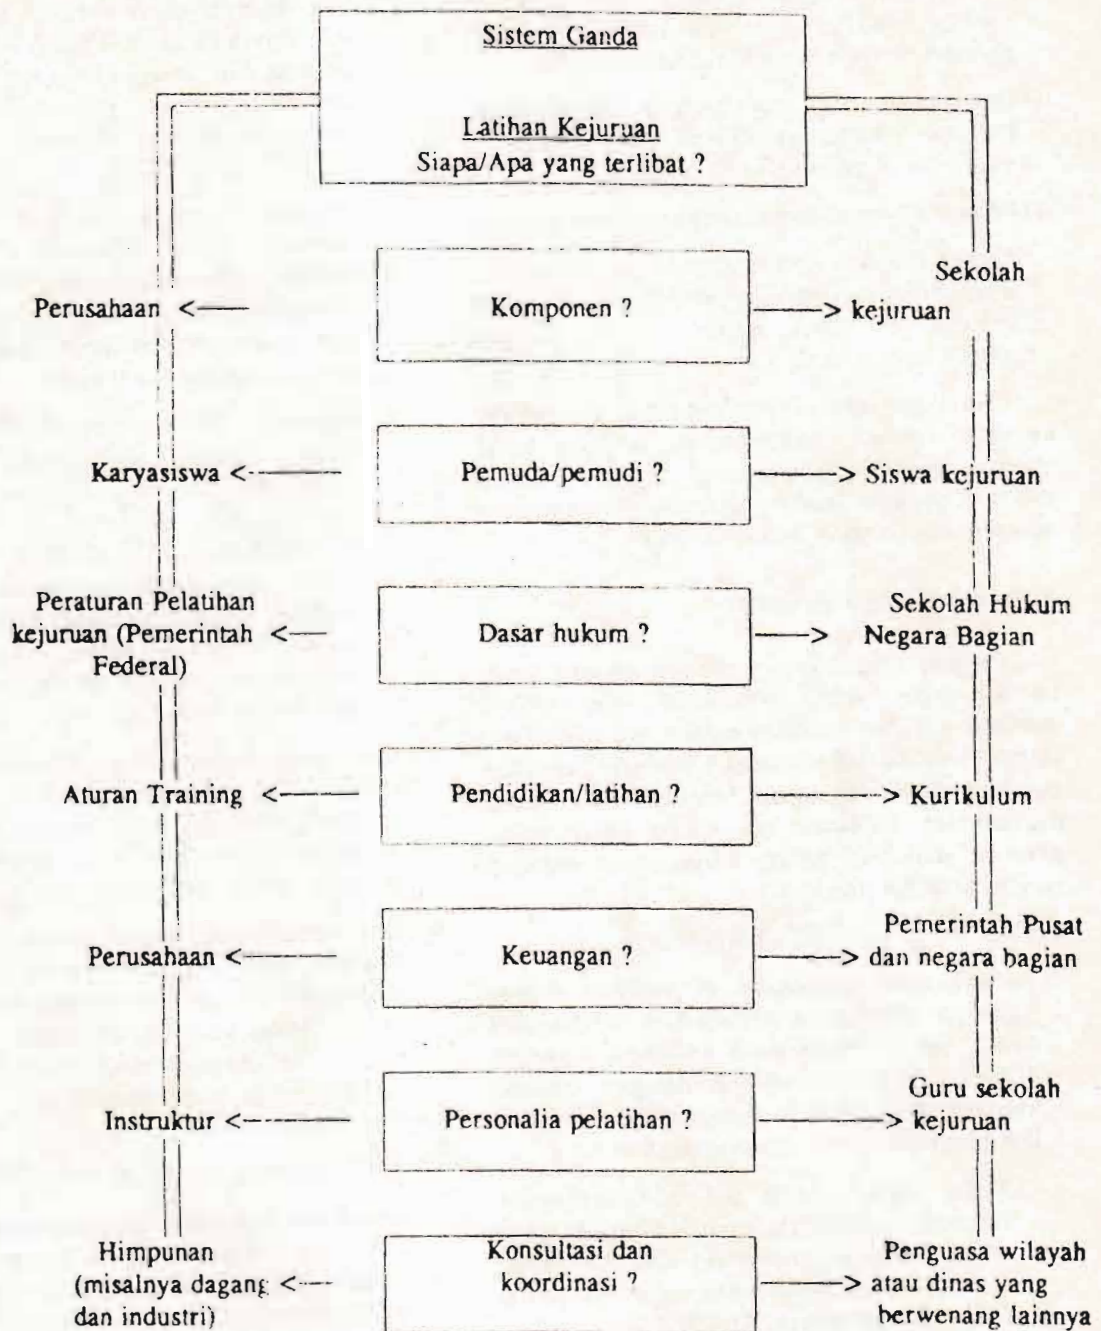 Sistem Ganda
Latihan Kejuruan
Siapa/Apa yang terlibat ?
Perusahaan <—— Komponen ? ——> Sekolah
kejuruan
Karyasiswa <—— Pemuda/pemudi ? ——> Siswa kejuruan
Peraturan Pelatihan
kejuruan (Pemerintah
Federal)
<—— Dasar hukum ? ——>
Sekolah Hukum
Negara Bagian
Aturan Training <—— Pendidikan/latihan ? ——> Kurikulum
Perusahaan <—— Keuangan ? ——> Pemerintah Pusat
dan negara bagian
Instruktur <—— Personalia pelatihan ? ——> Guru sekolah
kejuruan
Himpunan
(misalnya dagang
dan industri)
<—— Konsultasi dan
koordinasi ? ——>
Penguasa wilayah
atau dinas yang
berwenang lainnya